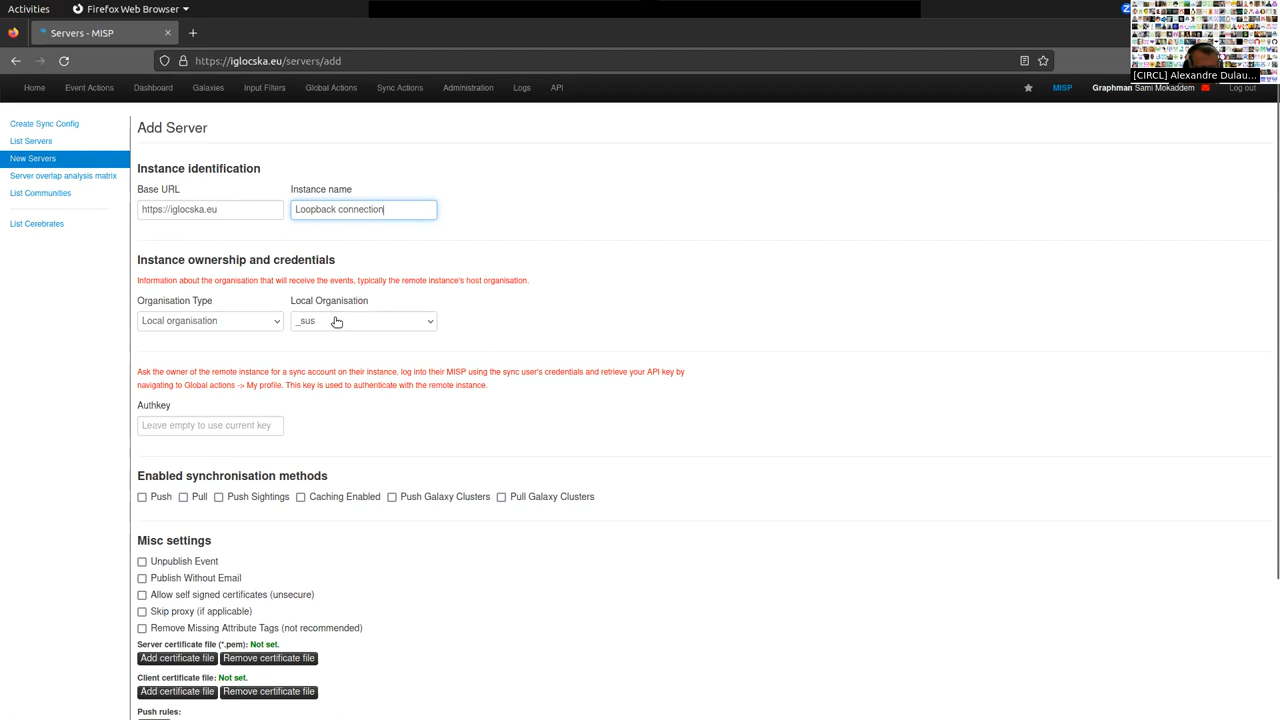 Activities
Firefox Web Browser
Servers - MISP
https://iglocska.eu/servers/add
[CIRCL] Alexandre Dulau...
Home Event Actions Dashboard Galaxies Input Filters Global Actions Sync Actions Administration Logs API
MISP Graphman Sami Mokaddem Log out
Create Sync Config
List Servers
New Servers
Server overlap analysis matrix
List Communities
List Cerebrates
Add Server
Instance identification
Base URL Instance name
https://iglocska.eu Loopback connection
Instance ownership and credentials
Information about the organisation that will receive the events, typically the remote instance's host organisation.
Organisation Type Local Organisation
Local organisation _sus
Ask the owner of the remote instance for a sync account on their instance, log into their MISP using the sync user's credentials and retrieve your API key by
navigating to Global actions -> My profile. This key is used to authenticate with the remote instance.
Authkey
Leave empty to use current key
Enabled synchronisation methods
Push Pull Push Sightings Caching Enabled Push Galaxy Clusters Pull Galaxy Clusters
Misc settings
Unpublish Event
Publish Without Email
Allow self signed certificates (unsecure)
Skip proxy (if applicable)
Remove Missing Attribute Tags (not recommended)
Server certificate file (*.pem): Not set.
Add certificate file Remove certificate file
Client certificate file: Not set.
Add certificate file Remove certificate file
Push rules: